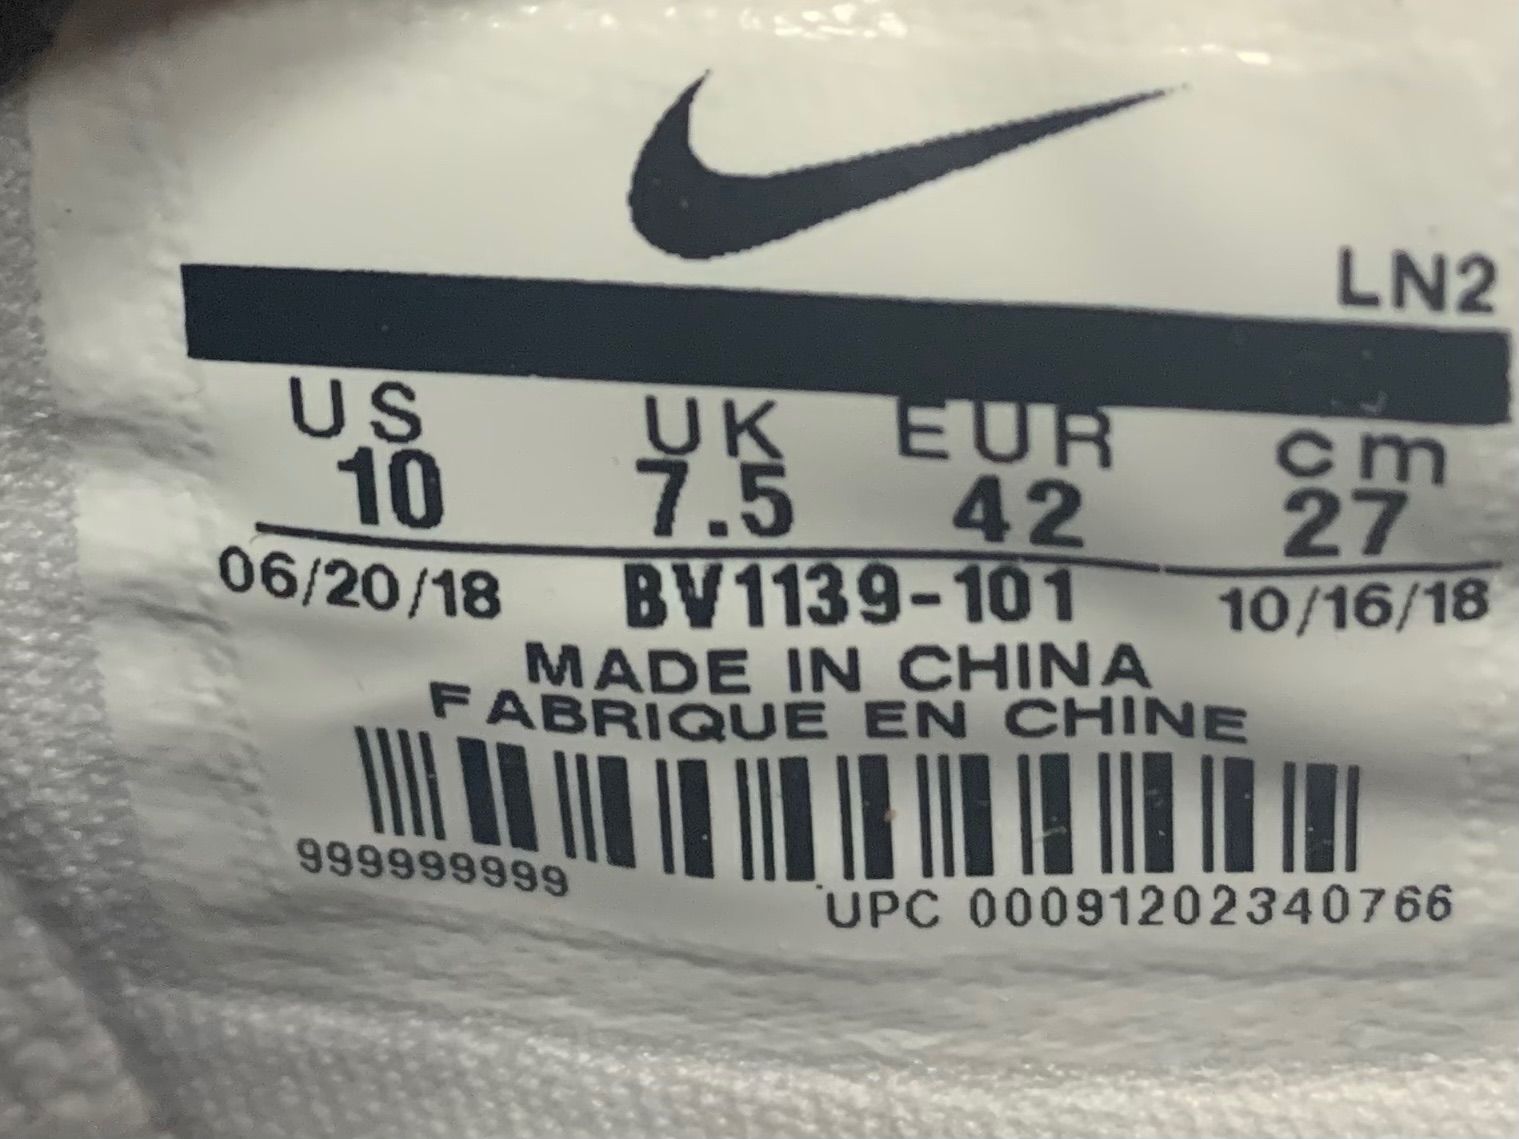 LN2
US UK EUR cm
10 7.5 42 27
06/20/18 BV1139-101 10/16/18
MADE IN CHINA
FABRIQUE EN CHINE
999999999
UPC 00091202340766